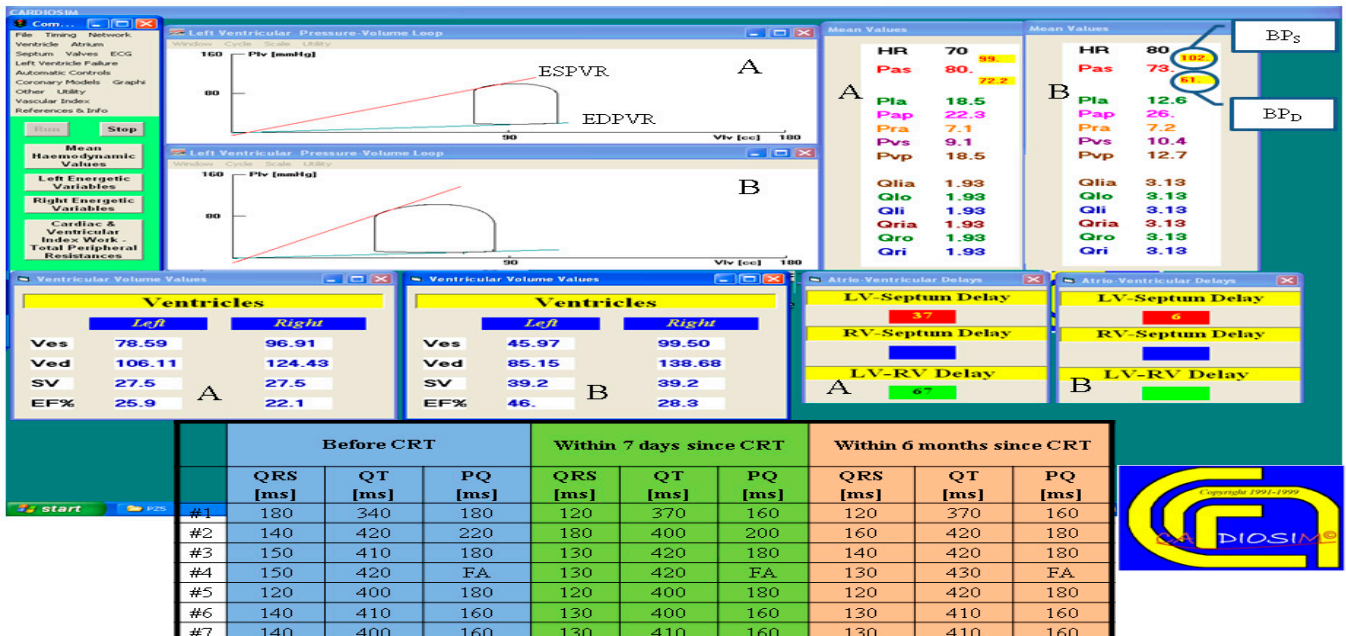 CARDIOSIM
Com...
File Timing Network
Ventricle Atrium
Septum Valves ECG
Left Ventricle Failure
Automatic Controls
Coronary Models Graphi
Other Utility
Vascular Index
References & Info
Run Stop
Mean
Haemodynamic
Values
Left Energetic
Variables
Right Energetic
Variables
Cardiac &
Ventricular
Index Work -
Total Peripheral
Resistances
Left Ventricular Pressure-Volume Loop
Window Cycle Scale Utility
160 Plv [mmHg]
ESPVR
A
80
EDPVR
90 Vlv [cc] 180
Left Ventricular Pressure-Volume Loop
Window Cycle Scale Utility
160 Plv [mmHg]
B
80
90 Vlv [cc] 180
Mean Values
HR 70
99.
Pas 80.
72.2
A
Pla 18.5
Pap 22.3
Pra 7.1
Pvs 9.1
Pvp 18.5
Qlia 1.93
Qlo 1.93
Qli 1.93
Qria 1.93
Qro 1.93
Qri 1.93
Mean Values
HR 80
102.
Pas 73.
61.
B
Pla 12.6
Pap 26.
Pra 7.2
Pvs 10.4
Pvp 12.7
Qlia 3.13
Qlo 3.13
Qli 3.13
Qria 3.13
Qro 3.13
Qri 3.13
BPS
BPD
Ventricular Volume Values
Ventricles
Left Right
Ves 78.59 96.91
Ved 106.11 124.43
SV 27.5 27.5
EF% 25.9 22.1
A
Ventricular Volume Values
Ventricles
Left Right
Ves 45.97 99.50
Ved 85.15 138.68
SV 39.2 39.2
EF% 46. 28.3
B
Atrio-Ventricular Delays
LV-Septum Delay
37
RV-Septum Delay
LV-RV Delay
A
67
Atrio-Ventricular Delays
LV-Septum Delay
6
RV-Septum Delay
LV-RV Delay
B
Before CRT Within 7 days since CRT Within 6 months since CRT
QRS QT PQ QRS QT PQ QRS QT PQ
[ms] [ms] [ms] [ms] [ms] [ms] [ms] [ms] [ms]
#1 180 340 180 120 370 160 120 370 160
#2 140 420 220 180 400 200 160 420 180
#3 150 410 180 130 420 180 140 420 180
#4 150 420 FA 130 420 FA 130 430 FA
#5 120 400 180 120 400 180 120 420 180
#6 140 410 160 130 400 160 130 410 160
#7 140 400 160 130 410 160 130 410 160
start PZ5
Copyright 1991-1999
CARDIOSIM©